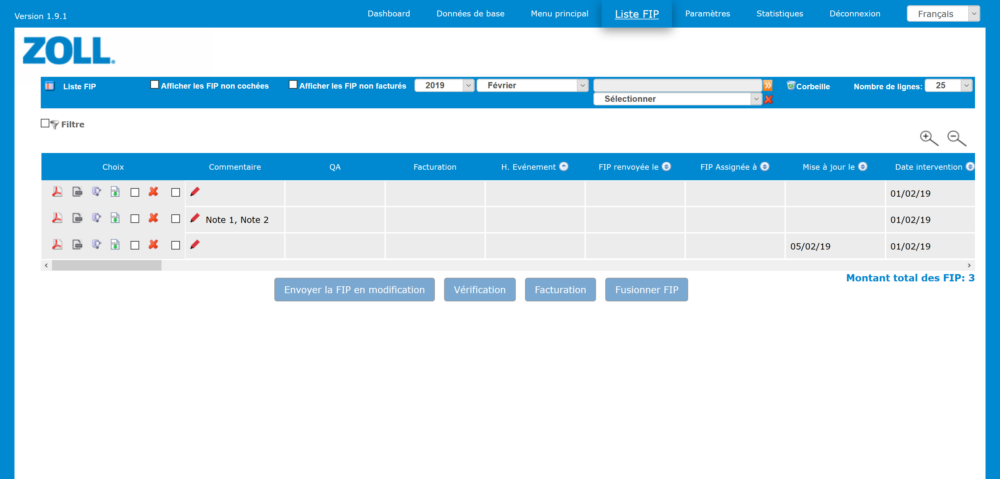 Version 1.9.1
Dashboard Données de base Menu principal Liste FIP Paramètres Statistiques Déconnexion Français
ZOLL.
Liste FIP Afficher les FIP non cochées Afficher les FIP non facturés 2019 Février Corbeille Nombre de lignes: 25
Sélectionner
Filtre
Choix Commentaire QA Facturation H. Evénement FIP renvoyée le FIP Assignée à Mise à jour le Date intervention
01/02/19
Note 1, Note 2 01/02/19
05/02/19 01/02/19
Montant total des FIP: 3
Envoyer la FIP en modification Vérification Facturation Fusionner FIP